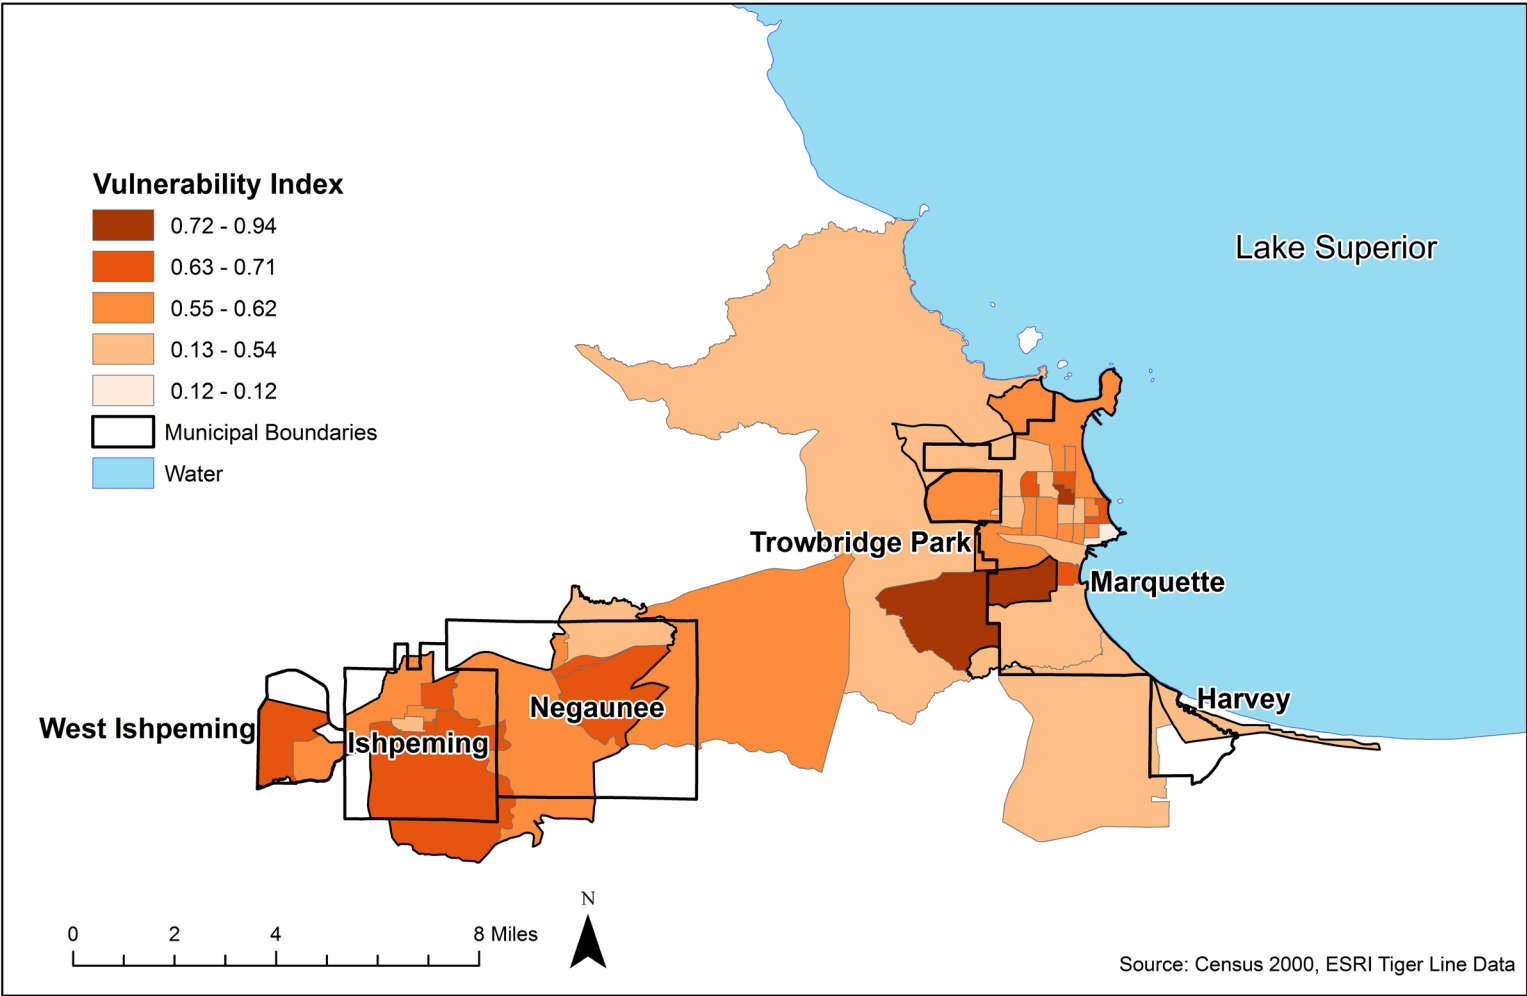 Vulnerability Index
0.72 - 0.94
0.63 - 0.71
0.55 - 0.62
0.13 - 0.54
0.12 - 0.12
Municipal Boundaries
Water
Lake Superior
Trowbridge Park
Marquette
Harvey
Negaunee
West Ishpeming
Ishpeming
N
0 2 4 8 Miles
Source: Census 2000, ESRI Tiger Line Data